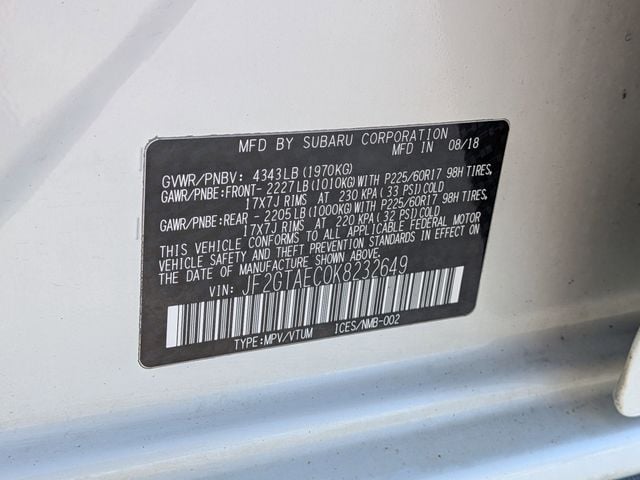 MFD BY SUBARU CORPORATION
MFD IN 08/18
GVWR/PNBV: 4343LB (1970KG)
GAWR/PNBE:FRONT- 2227LB(1010KG)WITH P225/60R17 98H TIRES,
17X7J RIMS AT 230 KPA (33 PSI)COLD
GAWR/PNBE:REAR - 2205LB(1000KG)WITH P225/60R17 98H TIRES,
17X7J RIMS AT 220 KPA (32 PSI)COLD
THIS VEHICLE CONFORMS TO ALL APPLICABLE FEDERAL MOTOR
VEHICLE SAFETY AND THEFT PREVENTION STANDARDS IN EFFECT ON
THE DATE OF MANUFACTURE SHOWN ABOVE.
VIN: JF2GTAEC0K8232649
TYPE:MPV/VTUM ICES/NMB-002